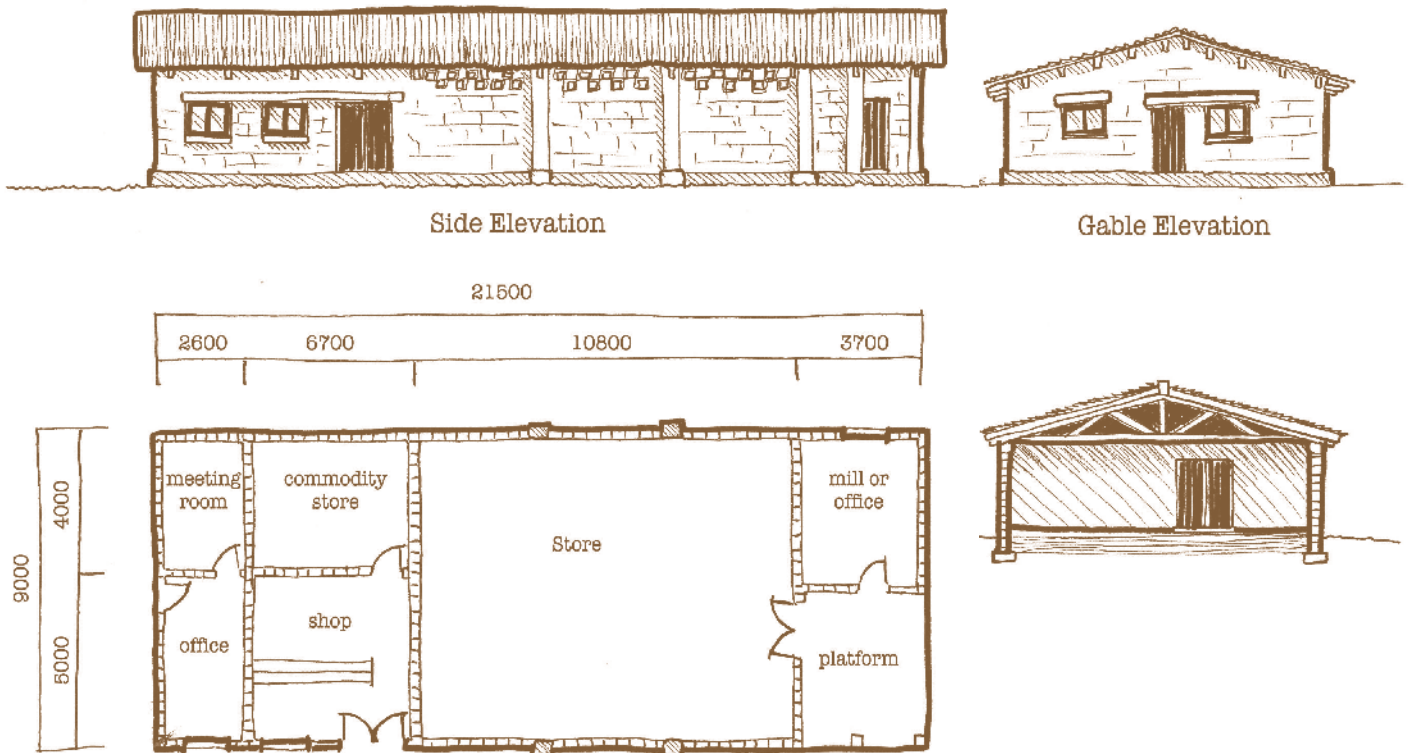 Side Elevation
Gable Elevation
21500
2600
6700
10800
3700
9000
4000
5000
meeting
room
commodity
store
Store
mill or
office
office
shop
platform